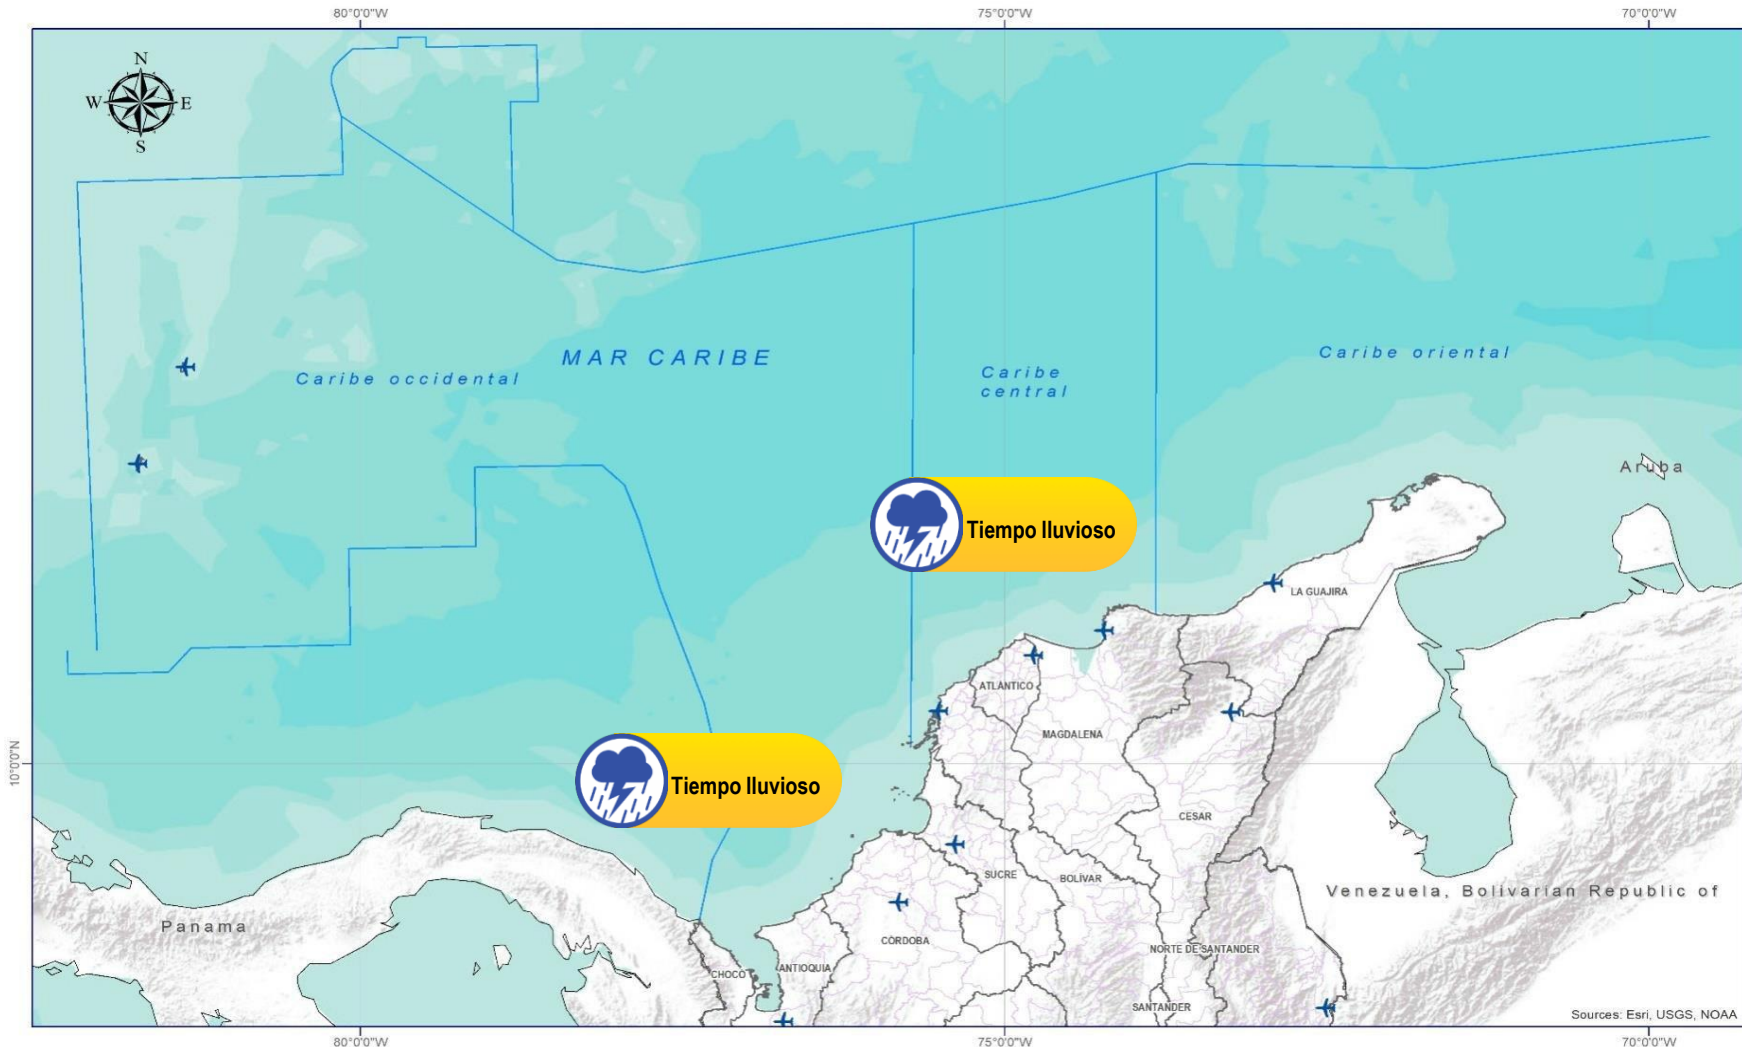 80°0'0"W
75°0'0"W
70°0'0"W
N
W
E
S
MAR CARIBE
Caribe occidental
Caribe
central
Caribe oriental
Aruba
Tiempo lluvioso
LA GUAJIRA
ATLANTICO
MAGDALENA
10°0'0"N
Tiempo lluvioso
CESAR
SUCRE
BOLÍVAR
Venezuela, Bolivarian Republic of
Panama
CÓRDOBA
NORTE DE SANTANDER
CHOCO
ANTIOQUIA
SANTANDER
Sources: Esri, USGS, NOAA
80°0'0"W
75°0'0"W
70°0'0"W